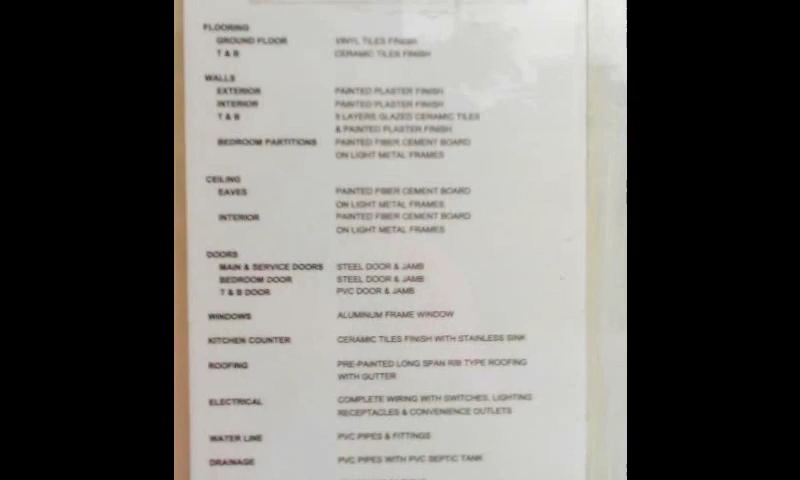 FLOORING
GROUND FLOOR VINYL TILES FINISH
T & B CERAMIC TILES FINISH
WALLS
EXTERIOR PAINTED PLASTER FINISH
INTERIOR PAINTED PLASTER FINISH
T & B LAYERS GLAZED CERAMIC TILES
& PAINTED PLASTER FINISH
BEDROOM PARTITIONS PAINTED FIBER CEMENT BOARD
ON LIGHT METAL FRAMES
CEILING
EAVES PAINTED FIBER CEMENT BOARD
ON LIGHT METAL FRAMES
INTERIOR PAINTED FIBER CEMENT BOARD
ON LIGHT METAL FRAMES
DOORS
MAIN & SERVICE DOORS STEEL DOOR & JAMB
BEDROOM DOOR STEEL DOOR & JAMB
T & B DOOR PVC DOOR & JAMB
WINDOWS ALUMINUM FRAME WINDOW
KITCHEN COUNTER CERAMIC TILES FINISH WITH STAINLESS SINK
ROOFING PRE-PAINTED LONG SPAN RIB TYPE ROOFING
WITH GUTTER
ELECTRICAL COMPLETE WIRING WITH SWITCHES, LIGHTING
RECEPTACLES & CONVENIENCE OUTLETS
WATER LINE PVC PIPES & FITTINGS
DRAINAGE PVC PIPES WITH PVC SEPTIC TANK